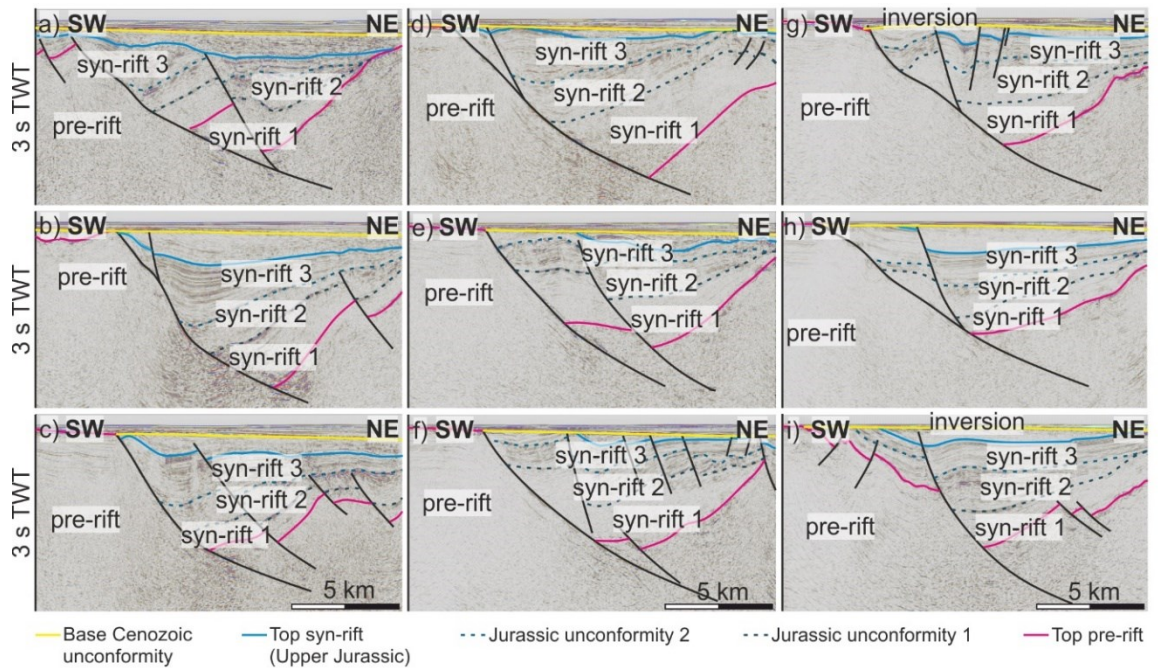 a) SW NE
syn-rift 3
syn-rift 2
pre-rift
syn-rift 1
3 s TWT
d) SW NE
syn-rift 3
syn-rift 2
pre-rift
syn-rift 1
g) SW inversion NE
syn-rift 3
syn-rift 2
pre-rift
syn-rift 1
b) SW NE
pre-rift
syn-rift 3
syn-rift 2
syn-rift 1
3 s TWT
e) SW NE
syn-rift 3
syn-rift 2
pre-rift
syn-rift 1
h) SW NE
syn-rift 3
syn-rift 2
syn-rift 1
pre-rift
c) SW NE
syn-rift 3
syn-rift 2
pre-rift
syn-rift 1
3 s TWT
5 km
f) SW NE
syn-rift 3
syn-rift 2
pre-rift
syn-rift 1
5 km
i) SW inversion NE
syn-rift 3
syn-rift 2
syn-rift 1
pre-rift
5 km
Base Cenozoic
unconformity
Top syn-rift
(Upper Jurassic)
Jurassic unconformity 2
Jurassic unconformity 1
Top pre-rift